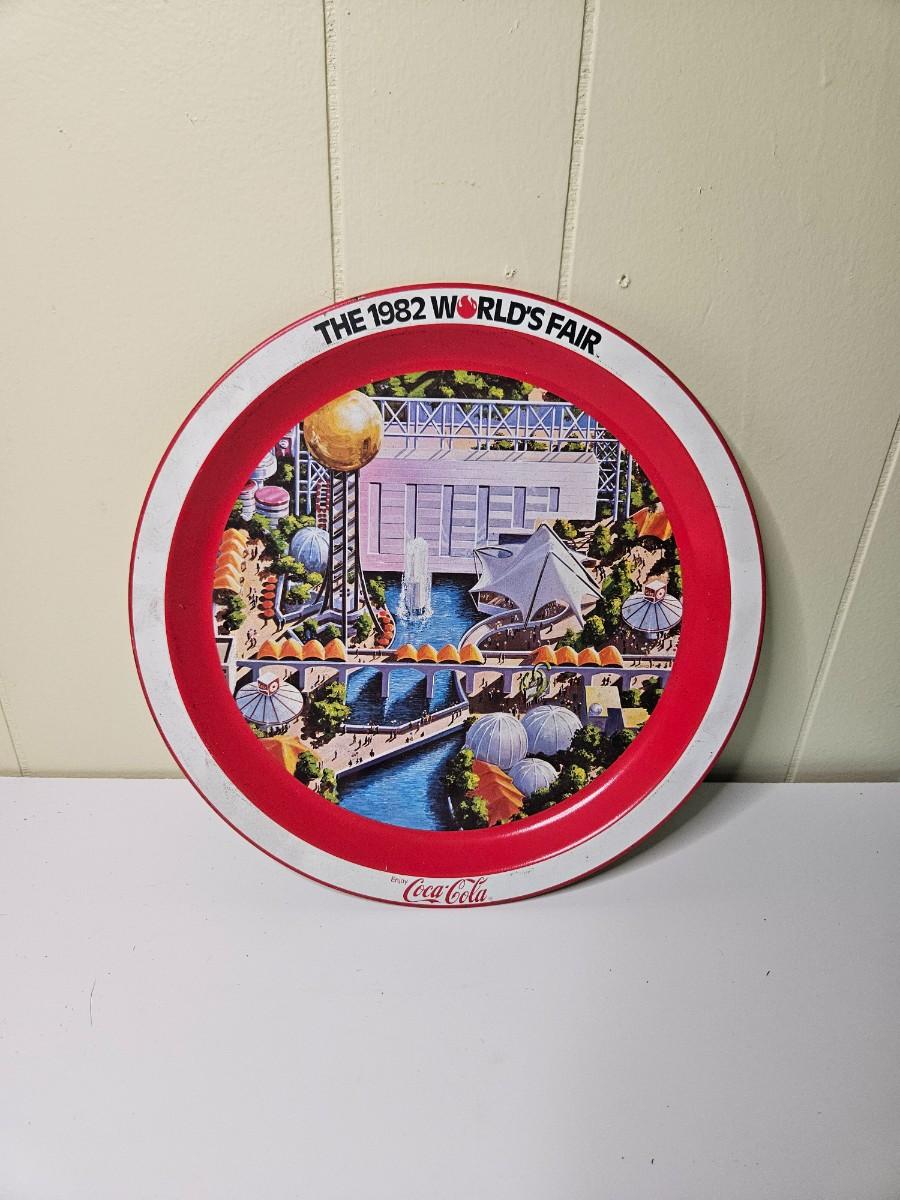 THE 1982 WORLD'S FAIR
Enjoy
Coca-Cola